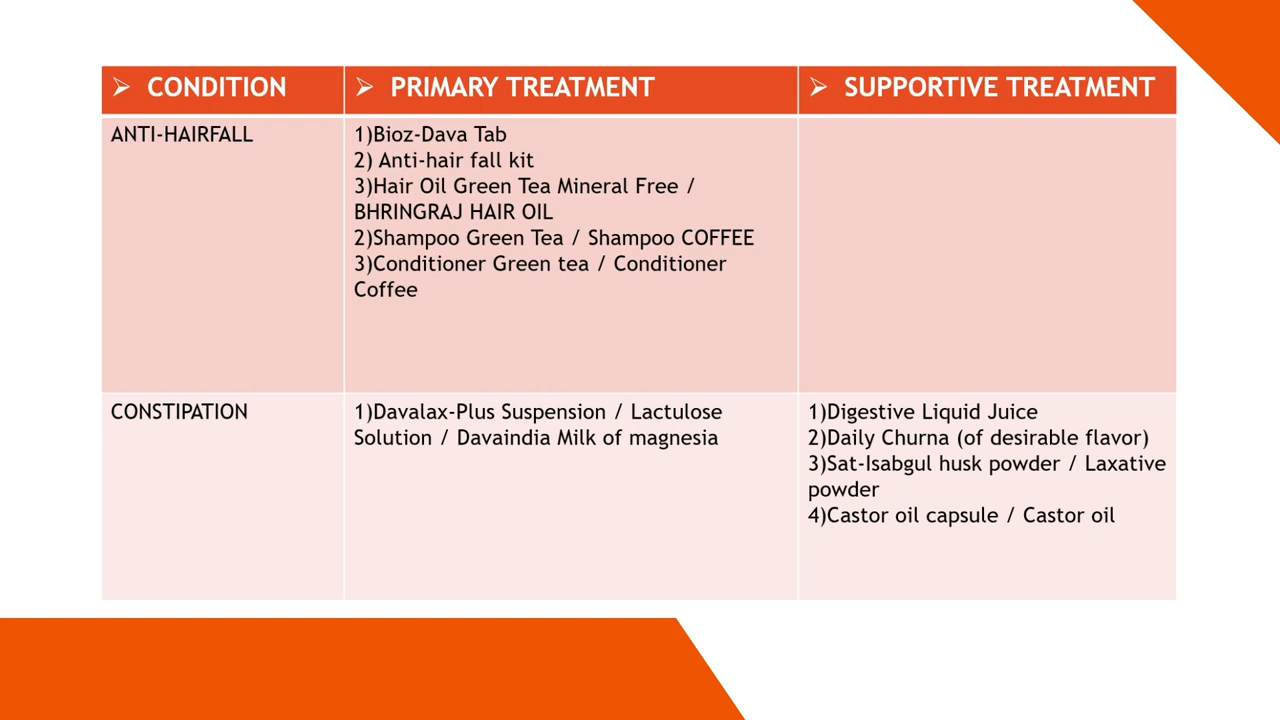 ➢ CONDITION
➢ PRIMARY TREATMENT
➢ SUPPORTIVE TREATMENT
ANTI-HAIRFALL
1)Bioz-Dava Tab
2) Anti-hair fall kit
3)Hair Oil Green Tea Mineral Free /
BHRINGRAJ HAIR OIL
2)Shampoo Green Tea / Shampoo COFFEE
3)Conditioner Green tea / Conditioner
Coffee
CONSTIPATION
1)Davalax-Plus Suspension / Lactulose
Solution / Davaindia Milk of magnesia
1)Digestive Liquid Juice
2)Daily Churna (of desirable flavor)
3)Sat-Isabgul husk powder / Laxative
powder
4)Castor oil capsule / Castor oil